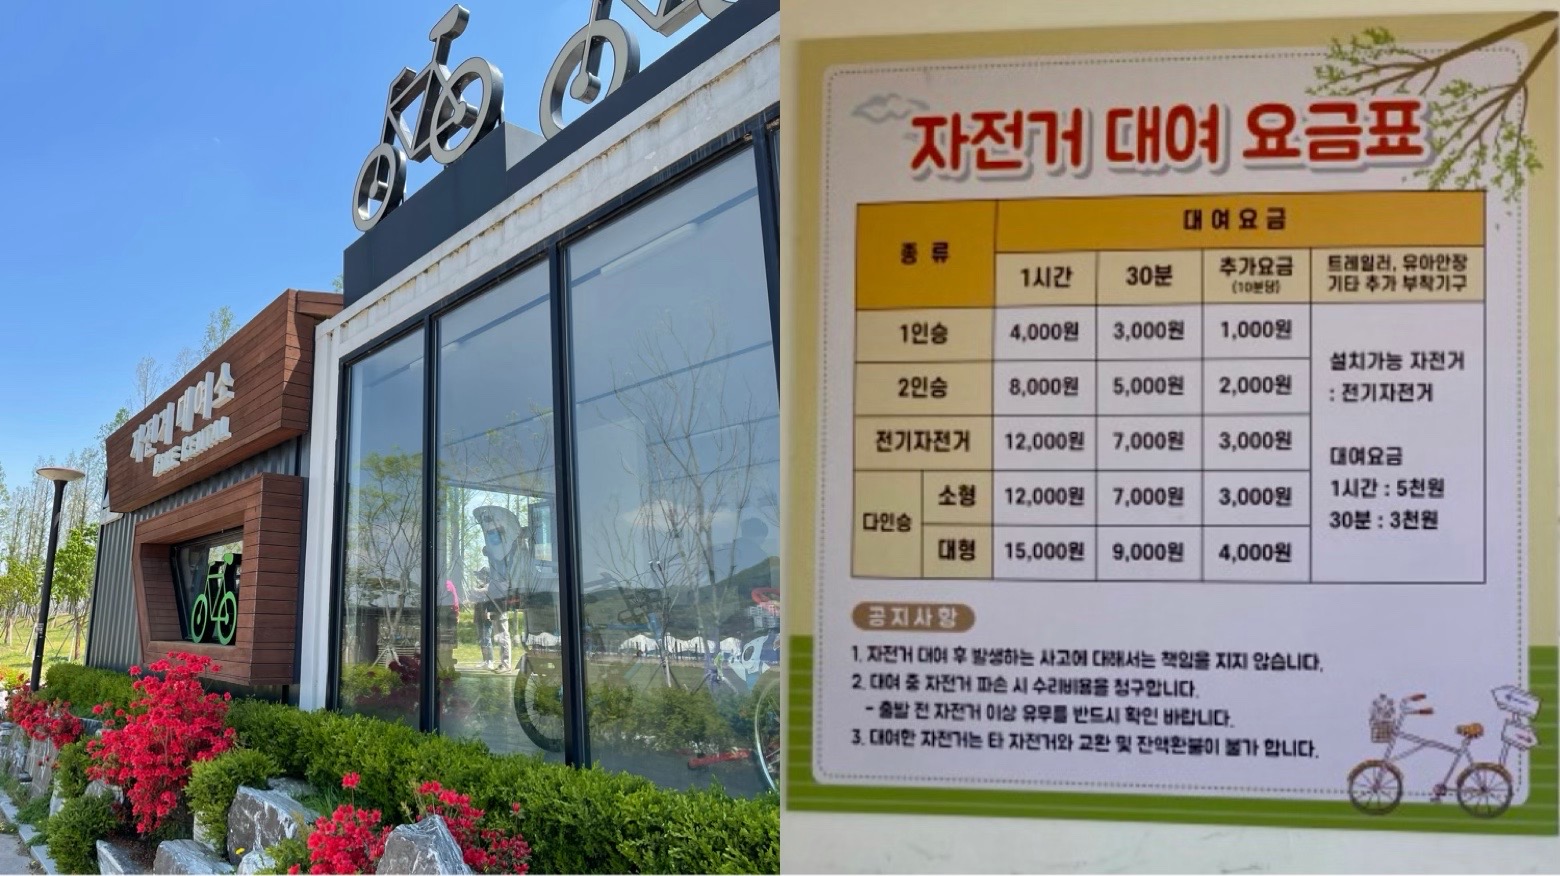 자전거 대여소
BIKE STATION
자전거 대여 요금표
종 류
대 여 요 금
1시간 30분 추가요금 (10분당) 트레일러, 유아안장 기타 추가 부착기구
1인승 4,000원 3,000원 1,000원
2인승 8,000원 5,000원 2,000원
전기자전거 12,000원 7,000원 3,000원
다인승 소형 12,000원 7,000원 3,000원
대형 15,000원 9,000원 4,000원
설치가능 자전거
: 전기자전거
대여요금
1시간 : 5천원
30분 : 3천원
공지사항
1. 자전거 대여 후 발생하는 사고에 대해서는 책임을 지지 않습니다.
2. 대여 중 자전거 파손 시 수리비용을 청구합니다.
- 출발 전 자전거 이상 유무를 반드시 확인 바랍니다.
3. 대여한 자전거는 타 자전거와 교환 및 잔액환불이 불가 합니다.